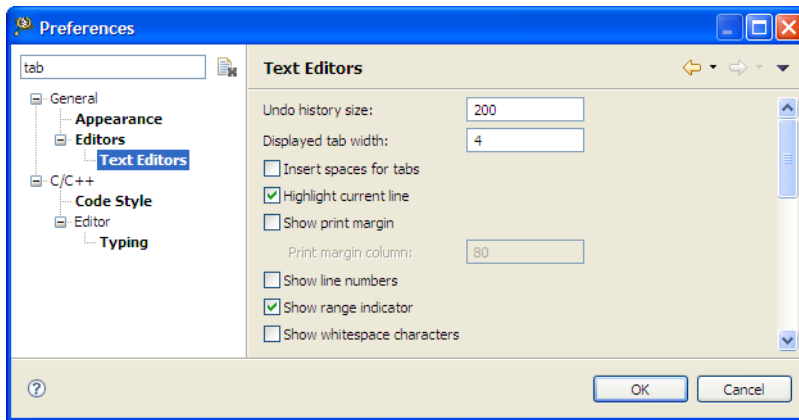 Preferences
tab
Text Editors
General
Appearance
Editors
Text Editors
C/C++
Code Style
Editor
Typing
Undo history size: 200
Displayed tab width: 4
Insert spaces for tabs
Highlight current line
Show print margin
Print margin column: 80
Show line numbers
Show range indicator
Show whitespace characters
OK Cancel